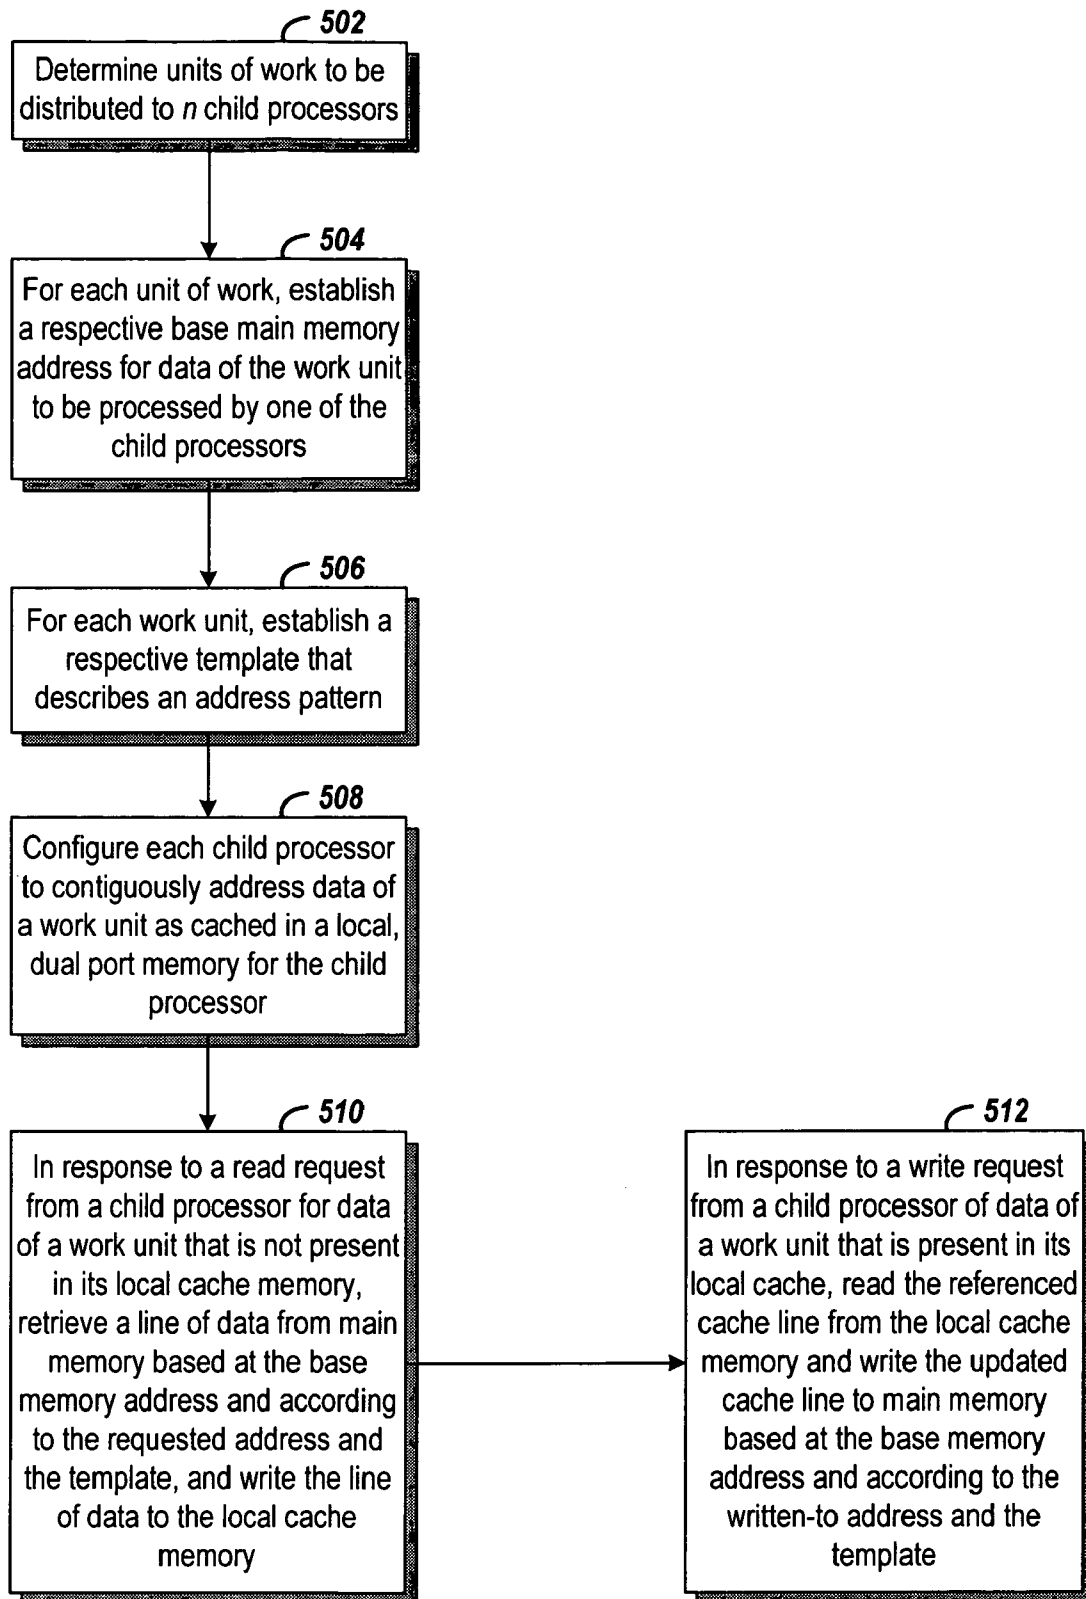 502
Determine units of work to be
distributed to n child processors
504
For each unit of work, establish
a respective base main memory
address for data of the work unit
to be processed by one of the
child processors
506
For each work unit, establish a
respective template that
describes an address pattern
508
Configure each child processor
to contiguously address data of
a work unit as cached in a local,
dual port memory for the child
processor
510
In response to a read request
from a child processor for data
of a work unit that is not present
in its local cache memory,
retrieve a line of data from main
memory based at the base
memory address and according
to the requested address and
the template, and write the line
of data to the local cache
memory
512
In response to a write request
from a child processor of data of
a work unit that is present in its
local cache, read the referenced
cache line from the local cache
memory and write the updated
cache line to main memory
based at the base memory
address and according to the
written-to address and the
template